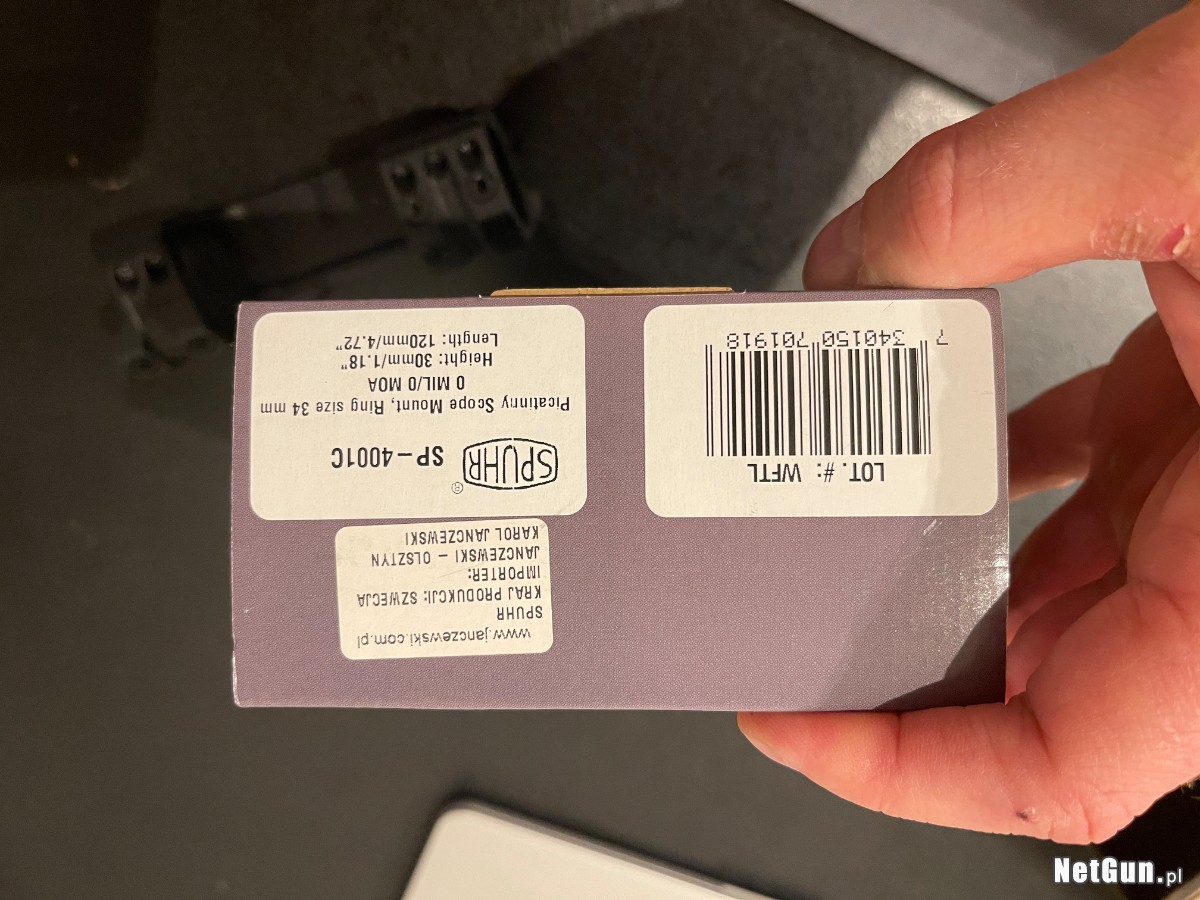 www.janczewski.com.pl
SPUHR
KRAJ PRODUKCJI: SZWECJA
IMPORTER:
JANCZEWSKI - OLSZTYN
KAROL JANCZEWSKI
LOT.#: WFTL
7 340150 701918
SPUHR® SP-4001C
Picatinny Scope Mount, Ring size 34 mm
0 MIL/0 MOA
Height: 30mm/1.18"
Length: 120mm/4.72"
NetGun.pl